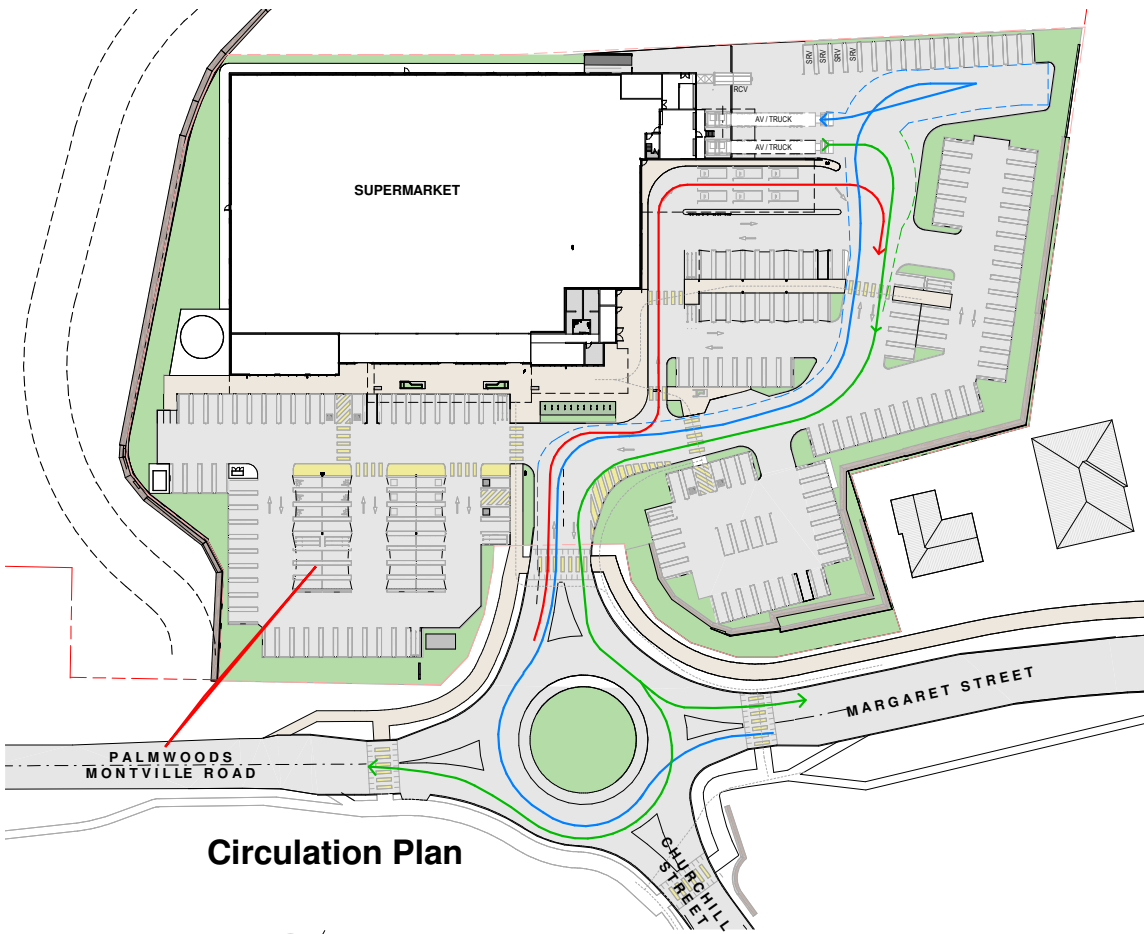 SRV
SRV
SRV
SRV
RCV
AV / TRUCK
AV / TRUCK
SUPERMARKET
MARGARET STREET
PALMWOODS
MONTVILLE ROAD
Circulation Plan
CHURCHILL
STREET